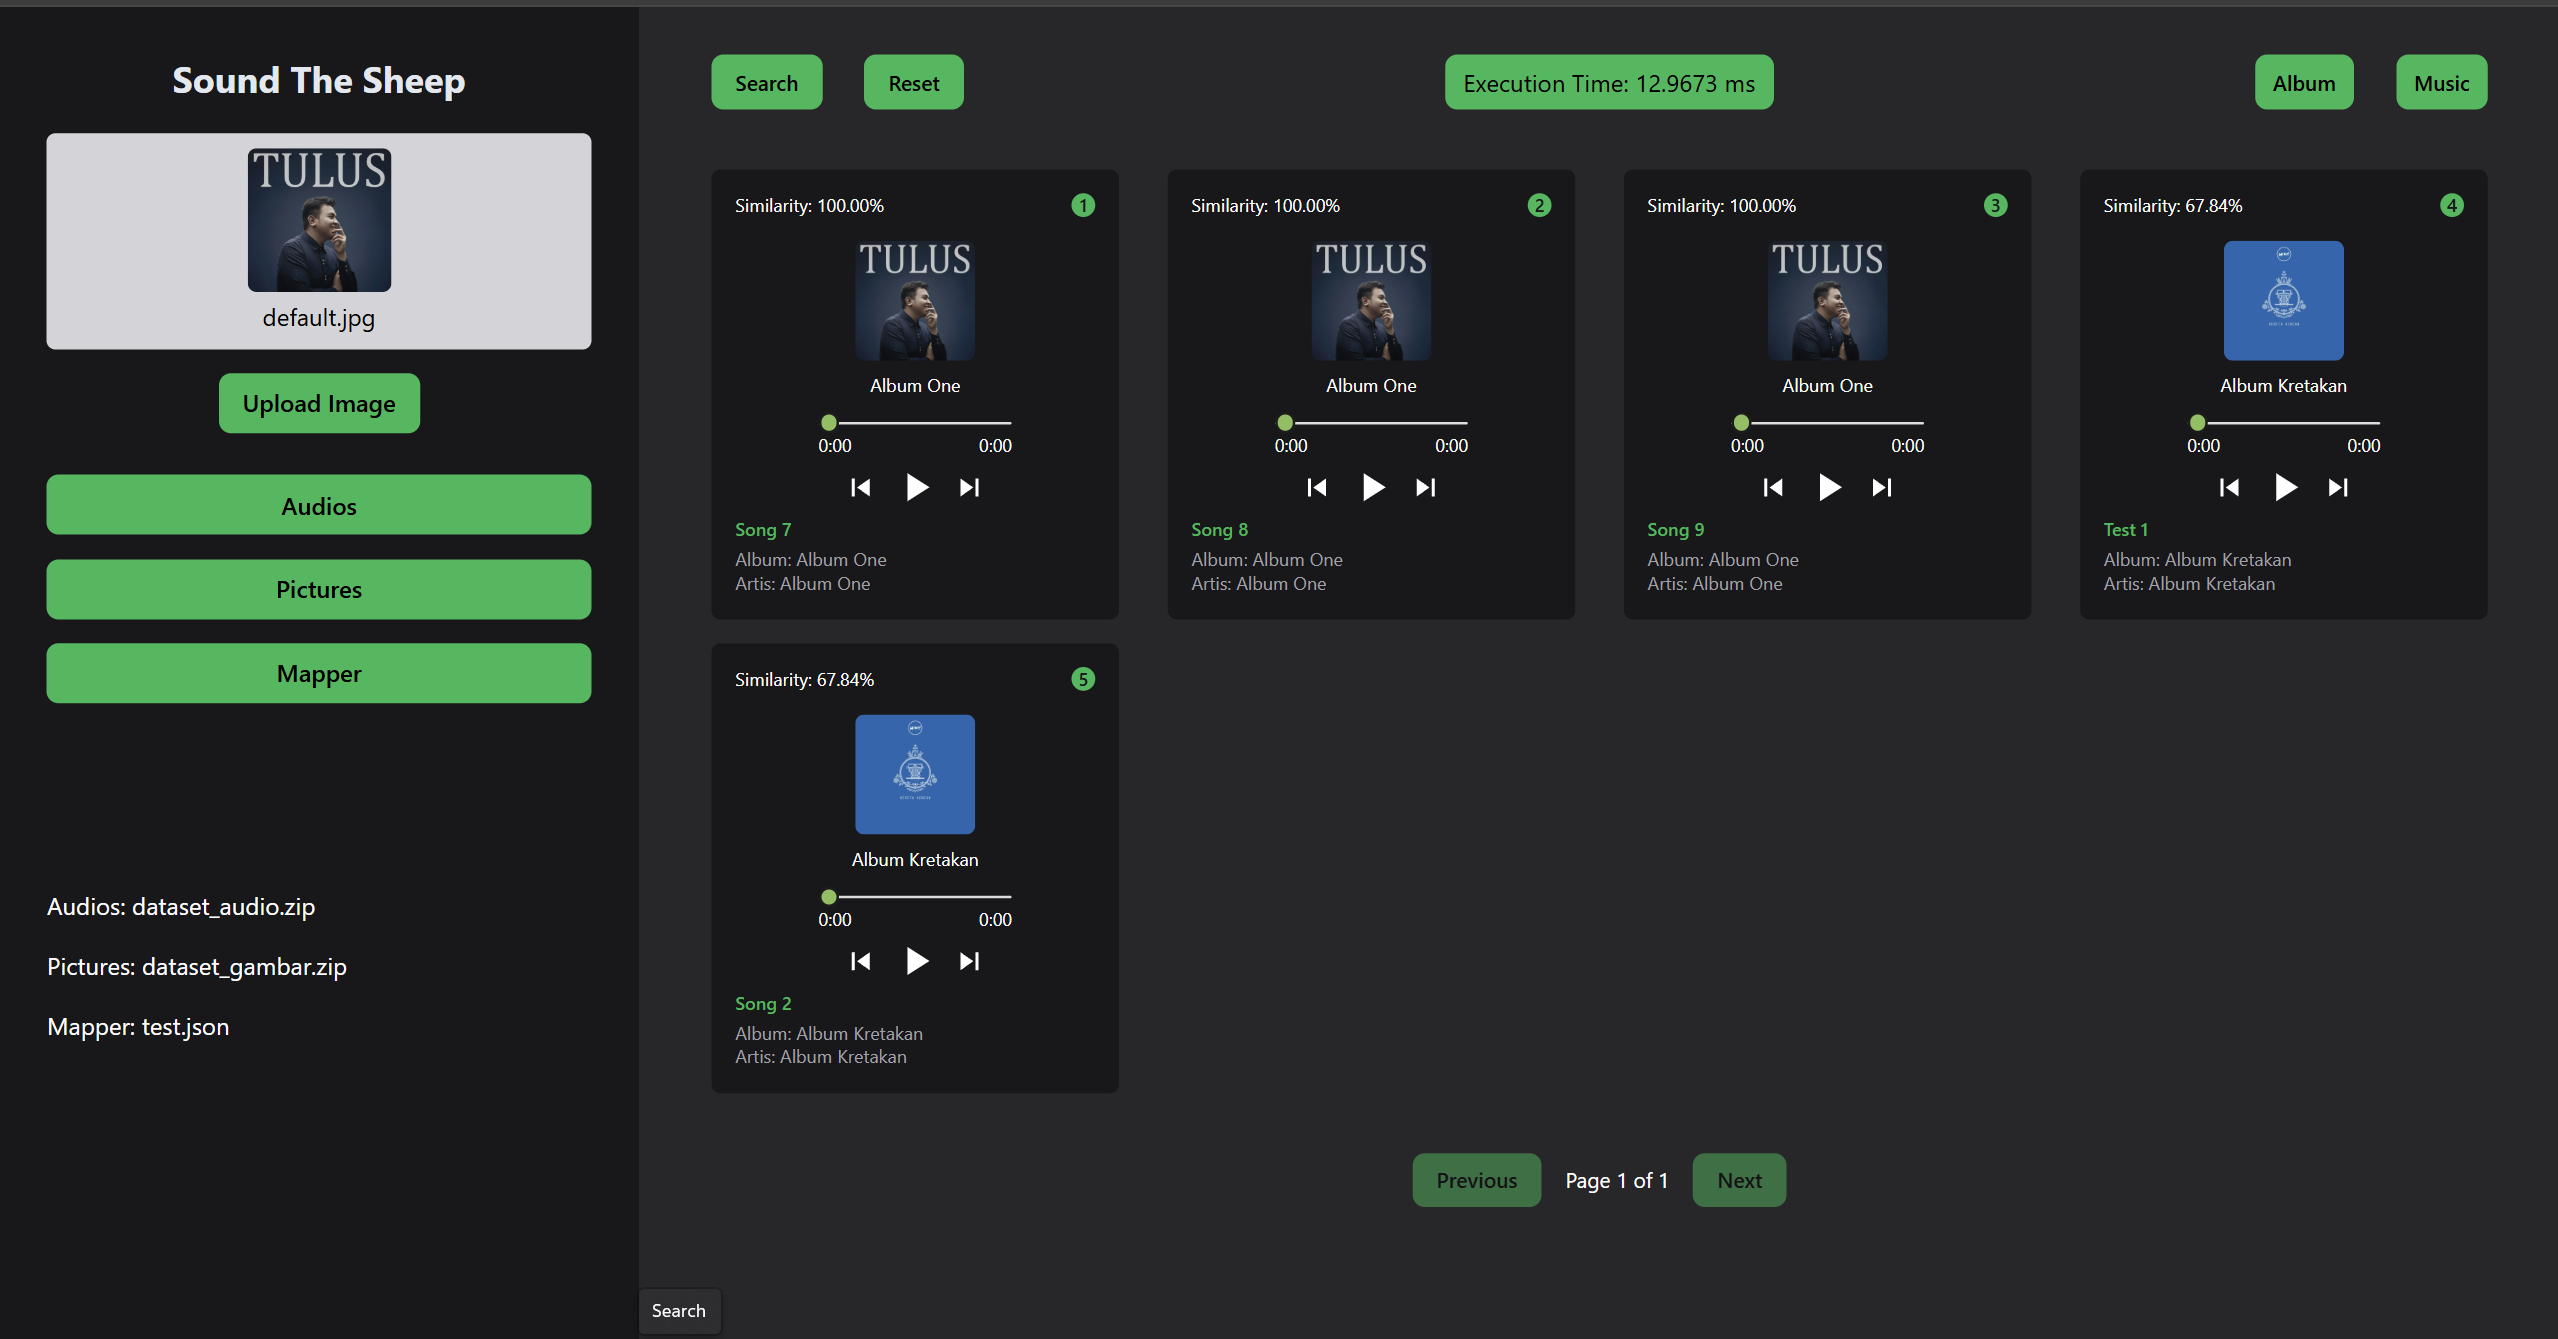 Sound The Sheep
TULUS
default.jpg
Upload Image
Audios
Pictures
Mapper
Audios: dataset_audio.zip
Pictures: dataset_gambar.zip
Mapper: test.json
Search
Reset
Execution Time: 12.9673 ms
Album
Music
Similarity: 100.00%
1
TULUS
Album One
0:00
0:00
Song 7
Album: Album One
Artis: Album One
Similarity: 100.00%
2
TULUS
Album One
0:00
0:00
Song 8
Album: Album One
Artis: Album One
Similarity: 100.00%
3
TULUS
Album One
0:00
0:00
Song 9
Album: Album One
Artis: Album One
Similarity: 67.84%
4
Album Kretakan
0:00
0:00
Test 1
Album: Album Kretakan
Artis: Album Kretakan
Similarity: 67.84%
5
Album Kretakan
0:00
0:00
Song 2
Album: Album Kretakan
Artis: Album Kretakan
Previous
Page 1 of 1
Next
Search